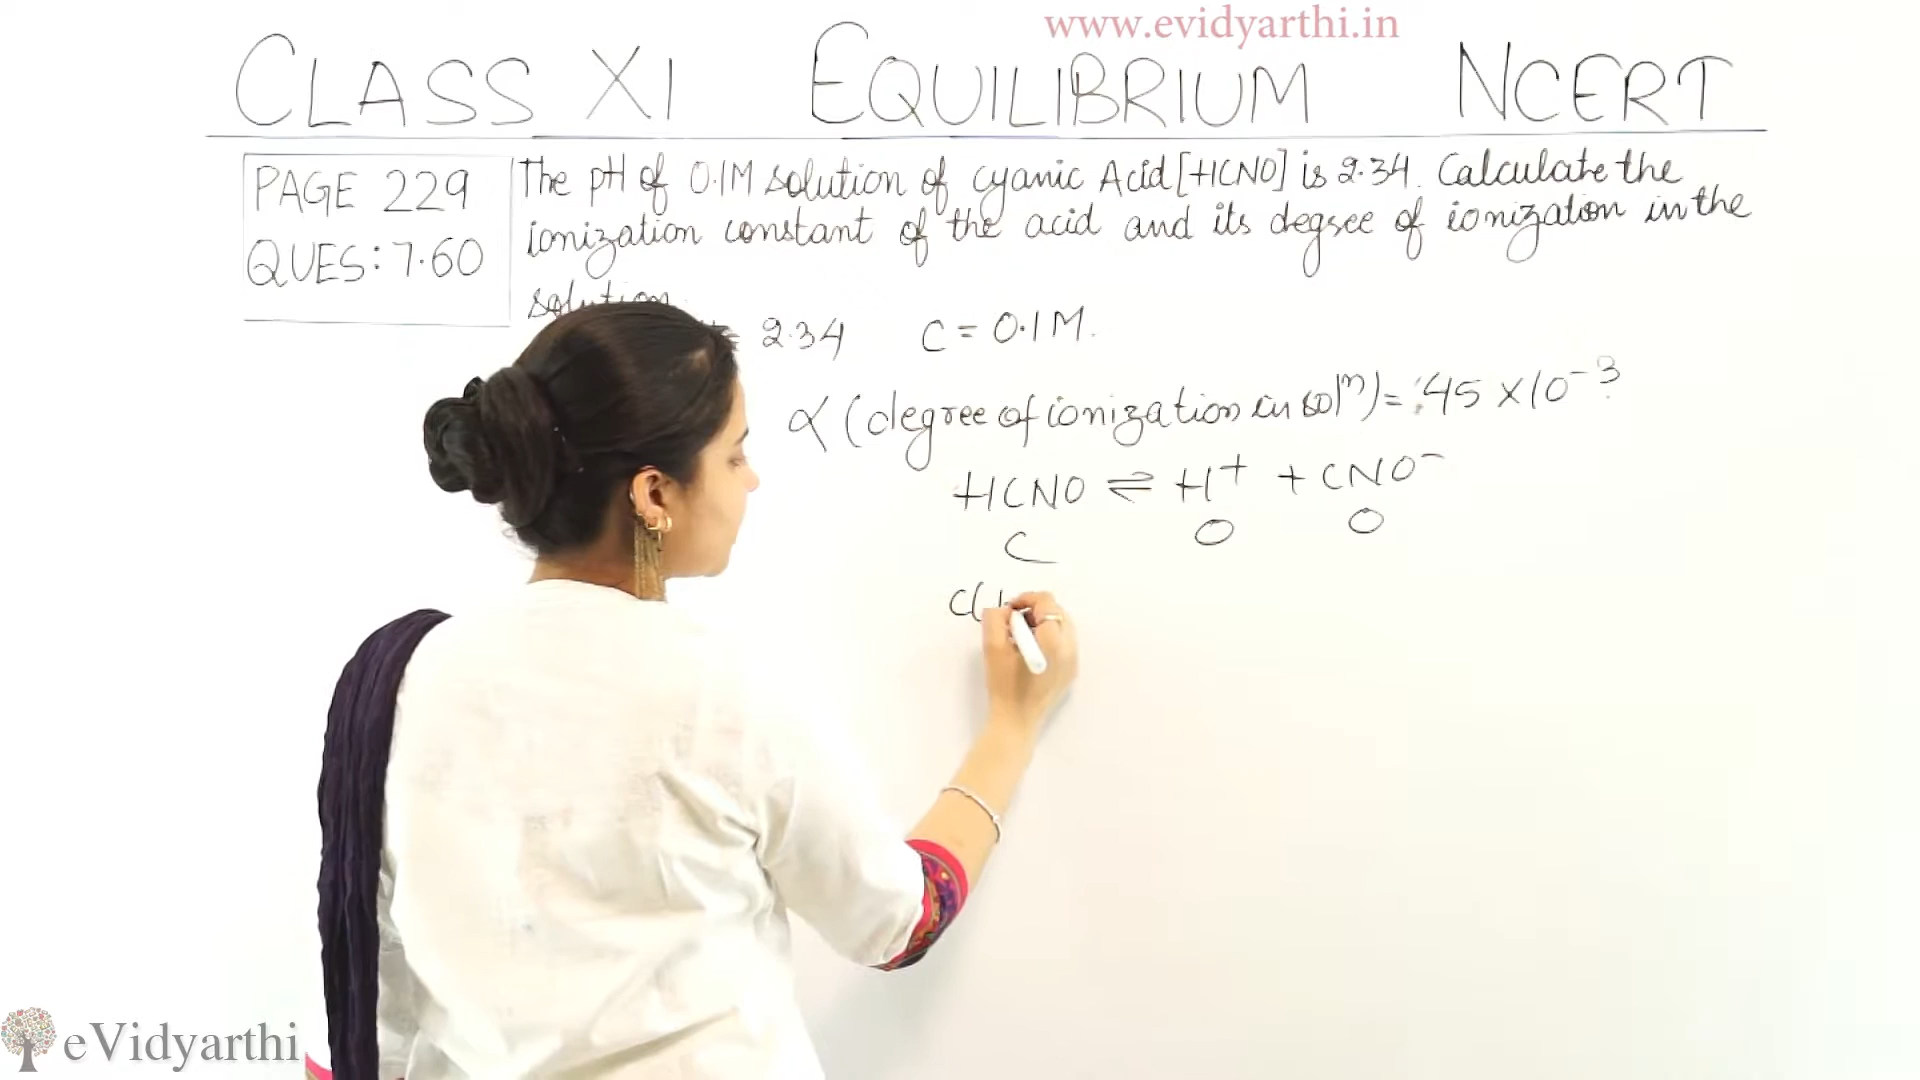 www.evidyarthi.in
CLASS XI EQUILIBRIUM NCERT
PAGE 229
QUES: 7.60
The pH of 0.1M solution of cyanic Acid [HCNO] is 2.34. Calculate the
ionization constant of the acid and its degree of ionization in the
solution.
= 2.34 C = 0.1M.
α (degree of ionization in solⁿ) = 45 × 10⁻³
HCNO ⇌ H⁺ + CNO⁻
C 0 0
C(1
eVidyarthi